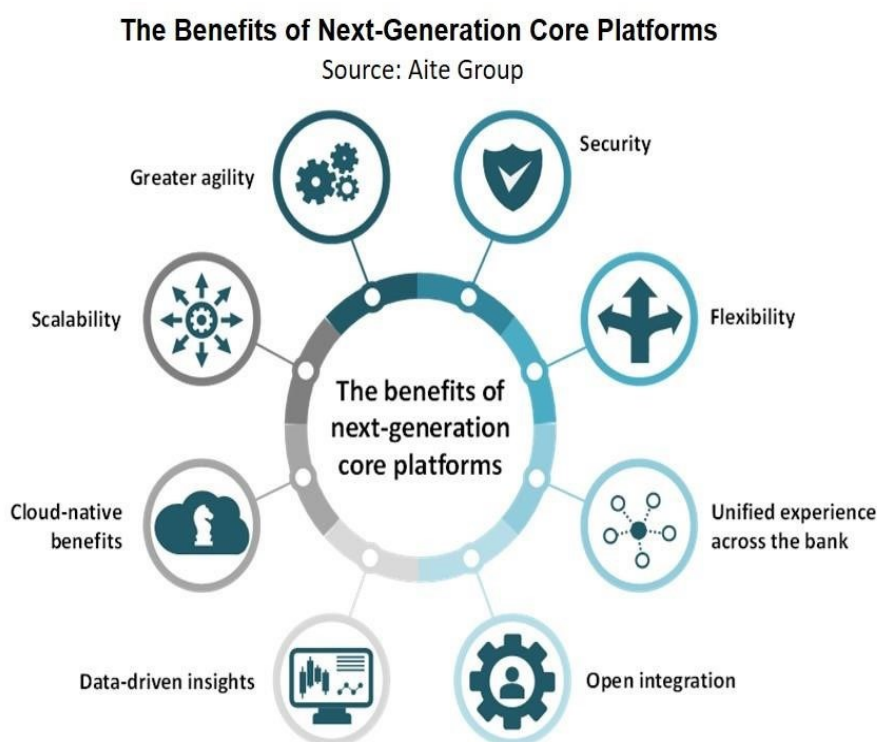 The Benefits of Next-Generation Core Platforms
Source: Aite Group
Greater agility
Security
Scalability
Flexibility
The benefits of
next-generation
core platforms
Cloud-native
benefits
Unified experience
across the bank
Data-driven insights
Open integration